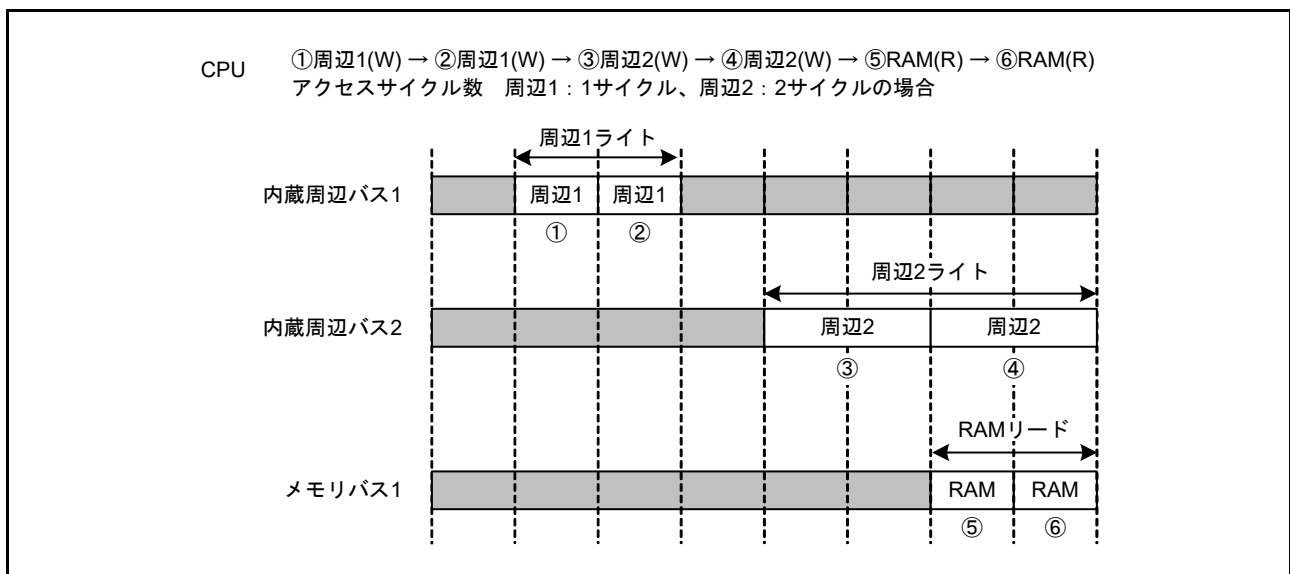 CPU ①周辺1(W) → ②周辺1(W) → ③周辺2(W) → ④周辺2(W) → ⑤RAM(R) → ⑥RAM(R)
アクセスサイクル数　周辺1：1サイクル、周辺2：2サイクルの場合
周辺1ライト
内蔵周辺バス1 周辺1 周辺1
① ②
周辺2ライト
内蔵周辺バス2 周辺2 周辺2
③ ④
RAMリード
メモリバス1 RAM RAM
⑤ ⑥